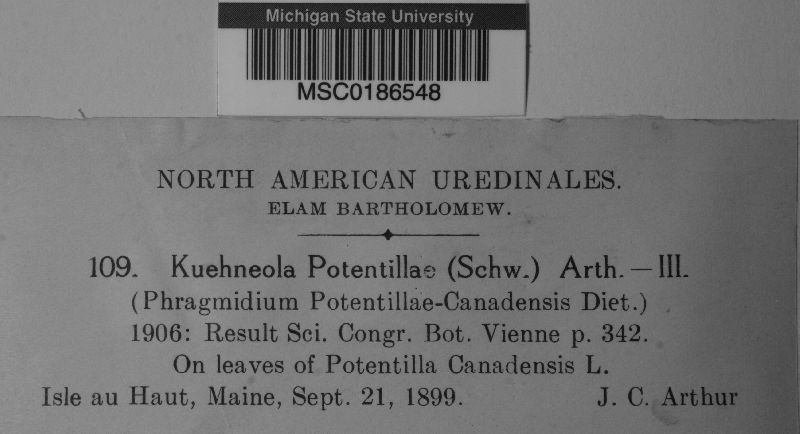 Michigan State University
MSC0186548
NORTH AMERICAN UREDINALES.
ELAM BARTHOLOMEW.
109. Kuehneola Potentillae (Schw.) Arth. — III.
(Phragmidium Potentillae-Canadensis Diet.)
1906: Result Sci. Congr. Bot. Vienne p. 342.
On leaves of Potentilla Canadensis L.
Isle au Haut, Maine, Sept. 21, 1899. J. C. Arthur